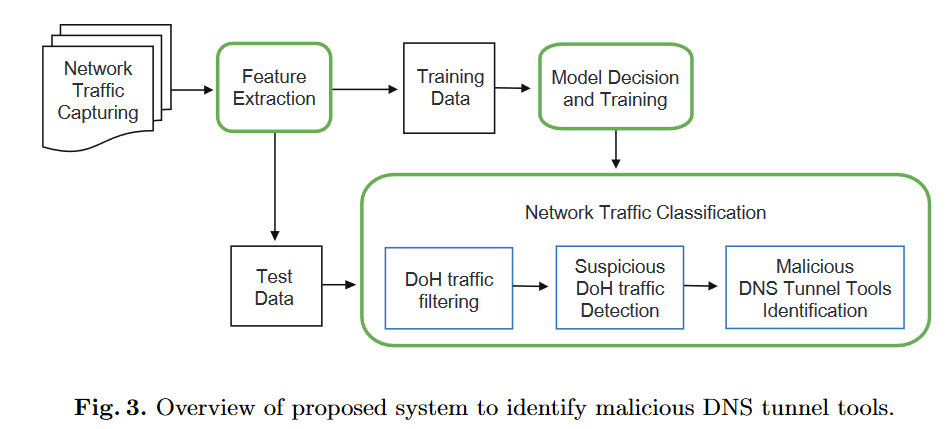 Network
Traffic
Capturing
Feature
Extraction
Training
Data
Model Decision
and Training
Network Traffic Classification
Test
Data
DoH traffic
filtering
Suspicious
DoH traffic
Detection
Malicious
DNS Tunnel Tools
Identification
Fig. 3. Overview of proposed system to identify malicious DNS tunnel tools.